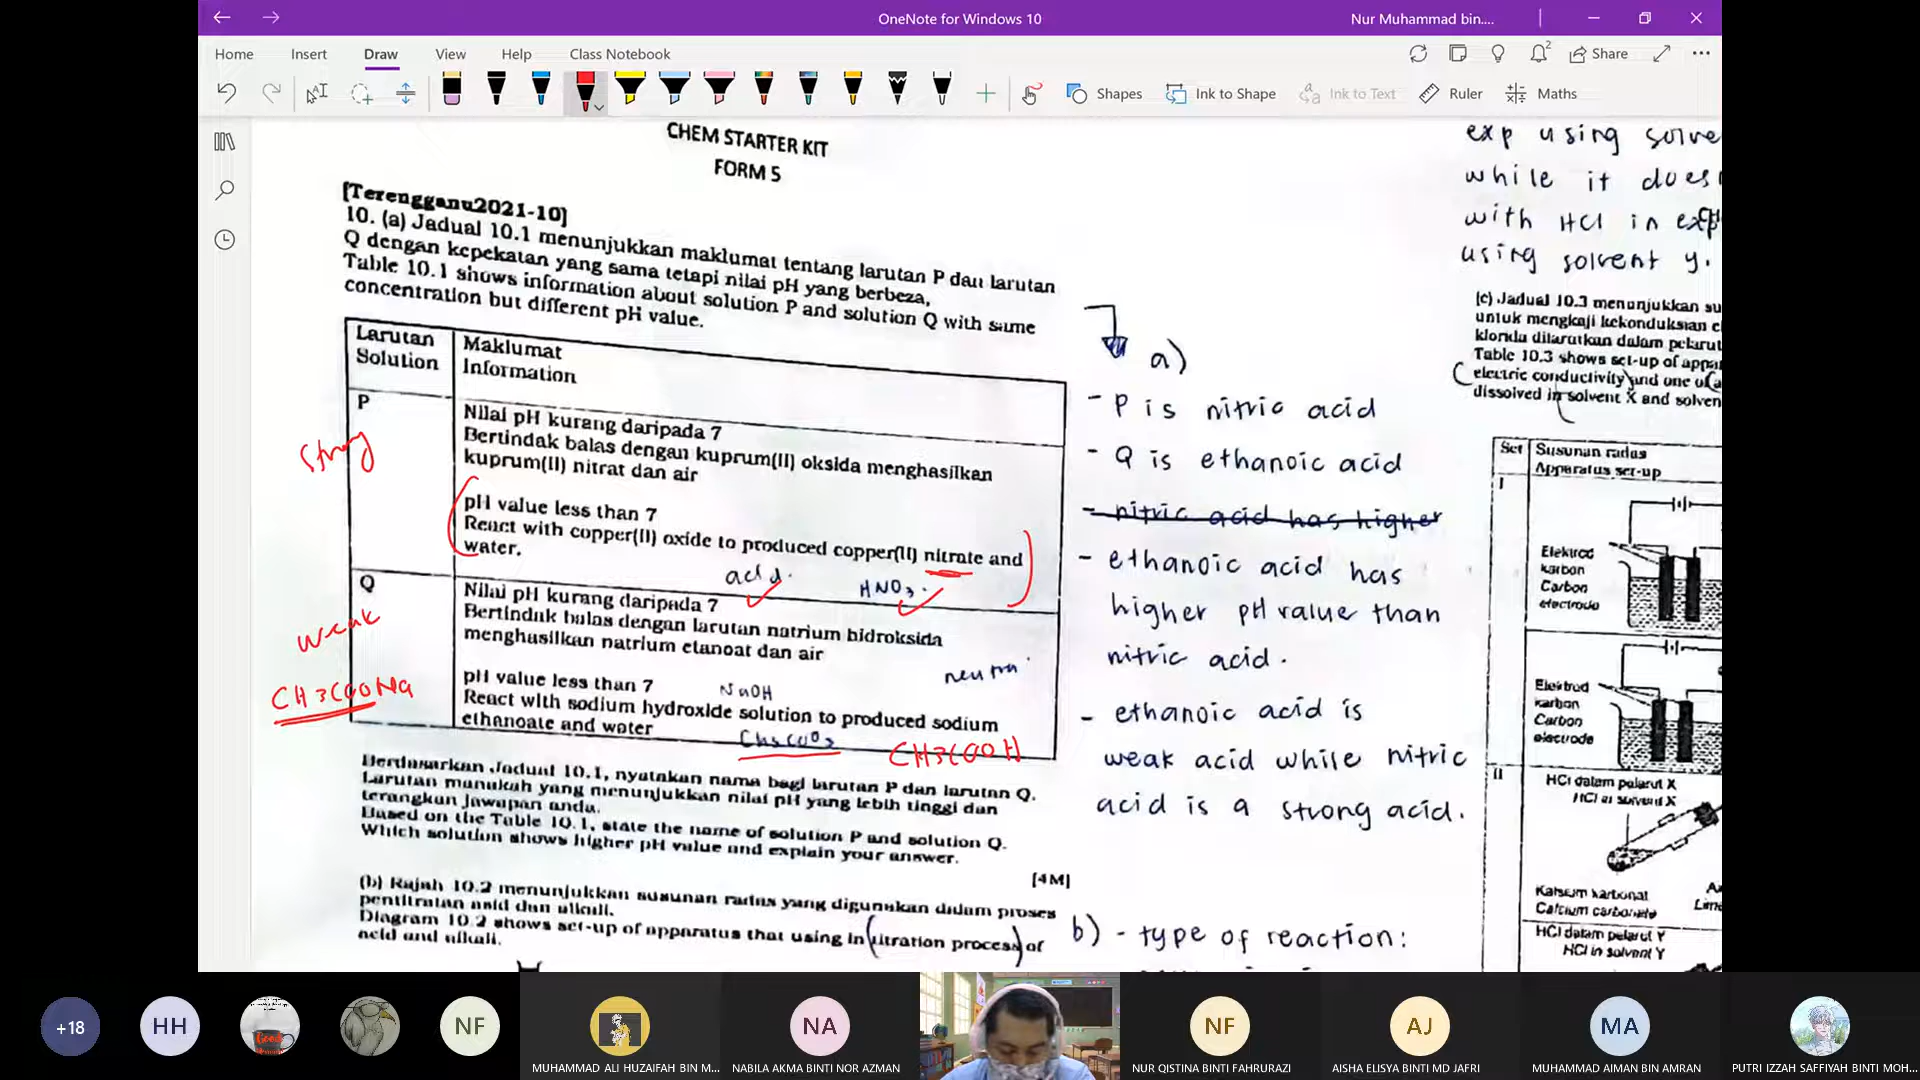 OneNote for Windows 10
Nur Muhammad bin....
Home Insert Draw View Help Class Notebook
Share
Shapes Ink to Shape Ink to Text Ruler Maths
CHEM STARTER KIT
FORM 5
[Terengganu2021-10]
10. (a) Jadual 10.1 menunjukkan maklumat tentang larutan P dan larutan
Q dengan kepekatan yang sama tetapi nilai pH yang berbeza,
Table 10.1 shows information about solution P and solution Q with same
concentration but different pH value.
Larutan
Solution
Maklumat
Information
P
Strong
Nilai pH kurang daripada 7
Bertindak balas dengan kuprum(II) oksida menghasilkan
kuprum(II) nitrat dan air
pH value less than 7
React with copper(II) oxide to produced copper(II) nitrate and
water.
acid.
HNO3.
Q
weak
CH3COONa
Nilai pH kurang daripada 7
Bertindak balas dengan larutan natrium hidroksida
menghasilkan natrium etanoat dan air
neutra
pH value less than 7
NaOH
React with sodium hydroxide solution to produced sodium
ethanoate and water
CH3COO2
CH3COOH
Berdasarkan Jadual 10.1, nyatakan nama bagi larutan P dan larutan Q.
Larutan manakah yang menunjukkan nilai pH yang lebih tinggi dan
terangkan jawapan anda.
Based on the Table 10.1, state the name of solution P and solution Q.
Which solution shows higher pH value and explain your answer.
[4M]
(b) Rajah 10.2 menunjukkan susunan radas yang digunakan dalam proses
pentitratan asid dan alkali.
Diagram 10.2 shows set-up of apparatus that using in titration process of
acid and alkali.
a)
- P is nitric acid
- Q is ethanoic acid
- nitric acid has higher
- ethanoic acid has
higher pH value than
nitric acid.
- ethanoic acid is
weak acid while nitric
acid is a strong acid.
b) - type of reaction:
exp using solve
while it does
with HCl in exp
using solvent y.
(c) Jadual 10.3 menunjukkan su
untuk mengkaji kekonduksian e
klorida dilarutkan dalam pelarut
Table 10.3 shows set-up of appa
electric conductivity and one of
dissolved in solvent X and solven
Set
Susunan radas
Apparatus set-up
I
Elektrod
karbon
Carbon
electrode
Elektrod
karbon
Carbon
electrode
II
HCl dalam pelarut X
HCl in solvent X
Kalsium karbonat
Calcium carbonate
Lime
HCl dalam pelarut Y
HCl in solvent Y
+18
HH
NF
MUHAMMAD ALI HUZAIFAH BIN M...
NA
NABILA AKMA BINTI NOR AZMAN
NF
NUR QISTINA BINTI FAHRURAZI
AJ
AISHA ELISYA BINTI MD JAFRI
MA
MUHAMMAD AIMAN BIN AMRAN
PUTRI IZZAH SAFFIYAH BINTI MOH...